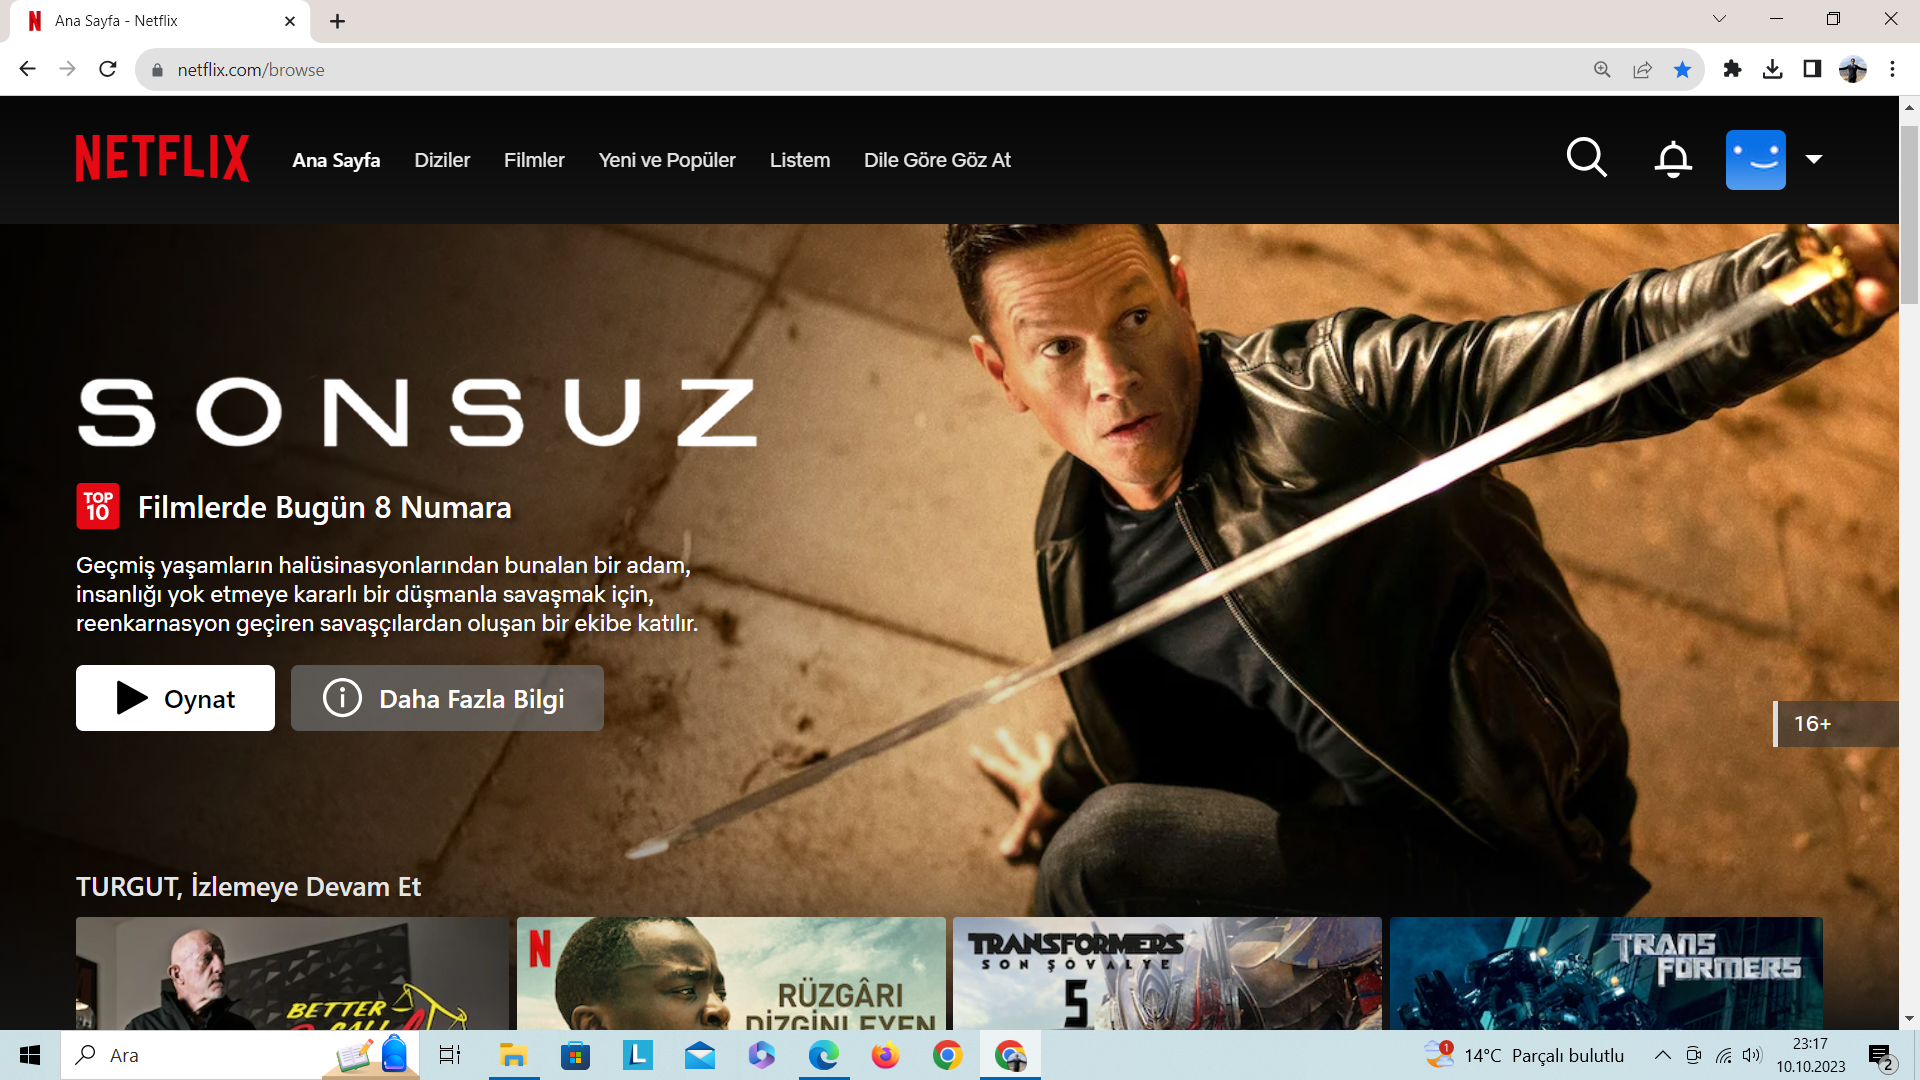 Ana Sayfa - Netflix
netflix.com/browse
NETFLIX
Ana Sayfa
Diziler
Filmler
Yeni ve Popüler
Listem
Dile Göre Göz At
SONSUZ
TOP 10
Filmlerde Bugün 8 Numara
Geçmiş yaşamların halüsinasyonlarından bunalan bir adam,
insanlığı yok etmeye kararlı bir düşmanla savaşmak için,
reenkarnasyon geçiren savaşçılardan oluşan bir ekibe katılır.
Oynat
Daha Fazla Bilgi
16+
TURGUT, İzlemeye Devam Et
BETTER
CALL
N
RÜZGÂRI
DİZGİNLEYEN
TRANSFORMERS
SON ŞOVALYE
5
TRANS
FORMERS
Ara
L
1
14°C Parçalı bulutlu
23:17
10.10.2023
2